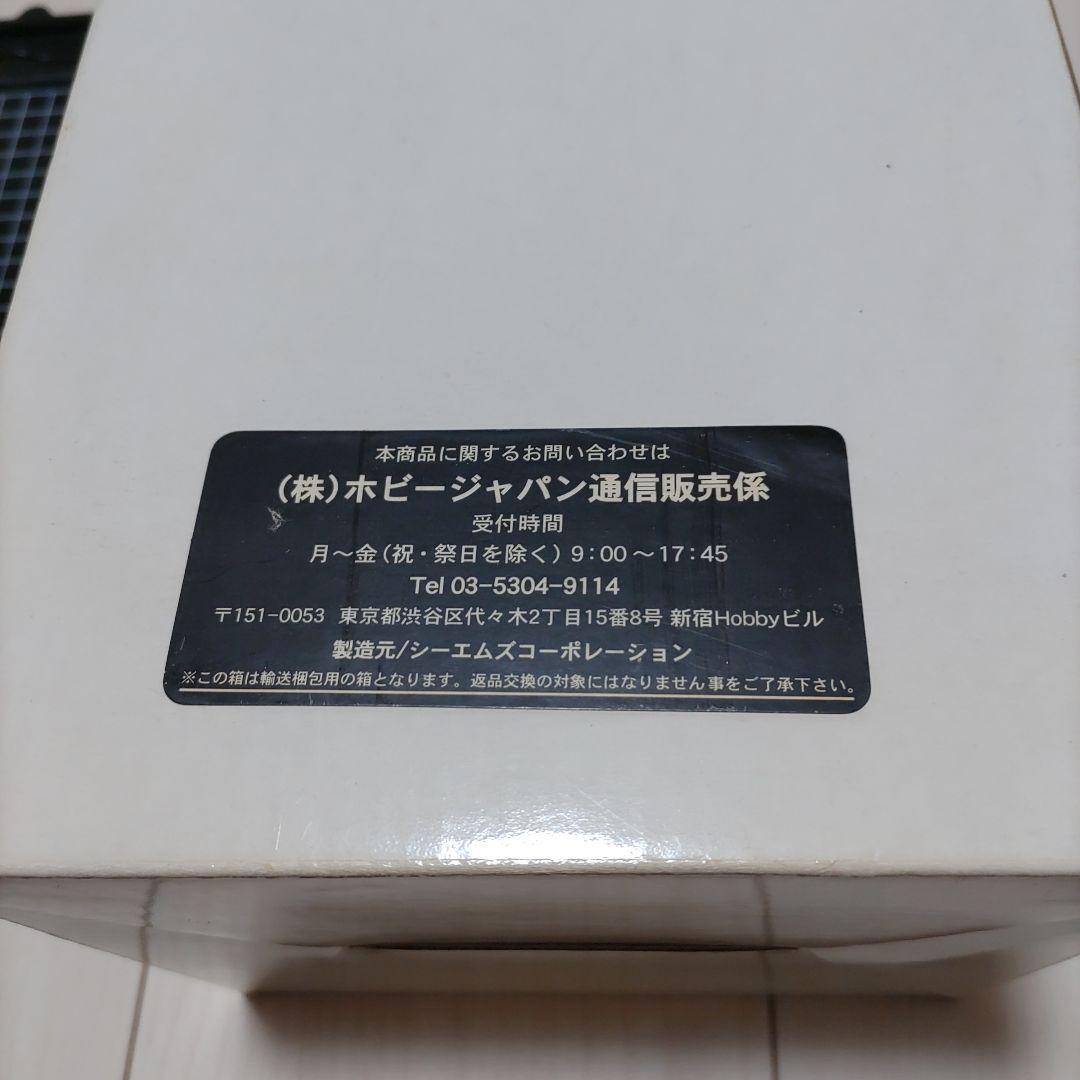 本商品に関するお問い合わせは
(株)ホビージャパン通信販売係
受付時間
月〜金(祝・祭日を除く) 9:00〜17:45
Tel 03-5304-9114
〒151-0053 東京都渋谷区代々木2丁目15番8号 新宿Hobbyビル
製造元/シーエムズコーポレーション
※この箱は輸送梱包用の箱となります。返品交換の対象にはなりません事をご了承下さい。